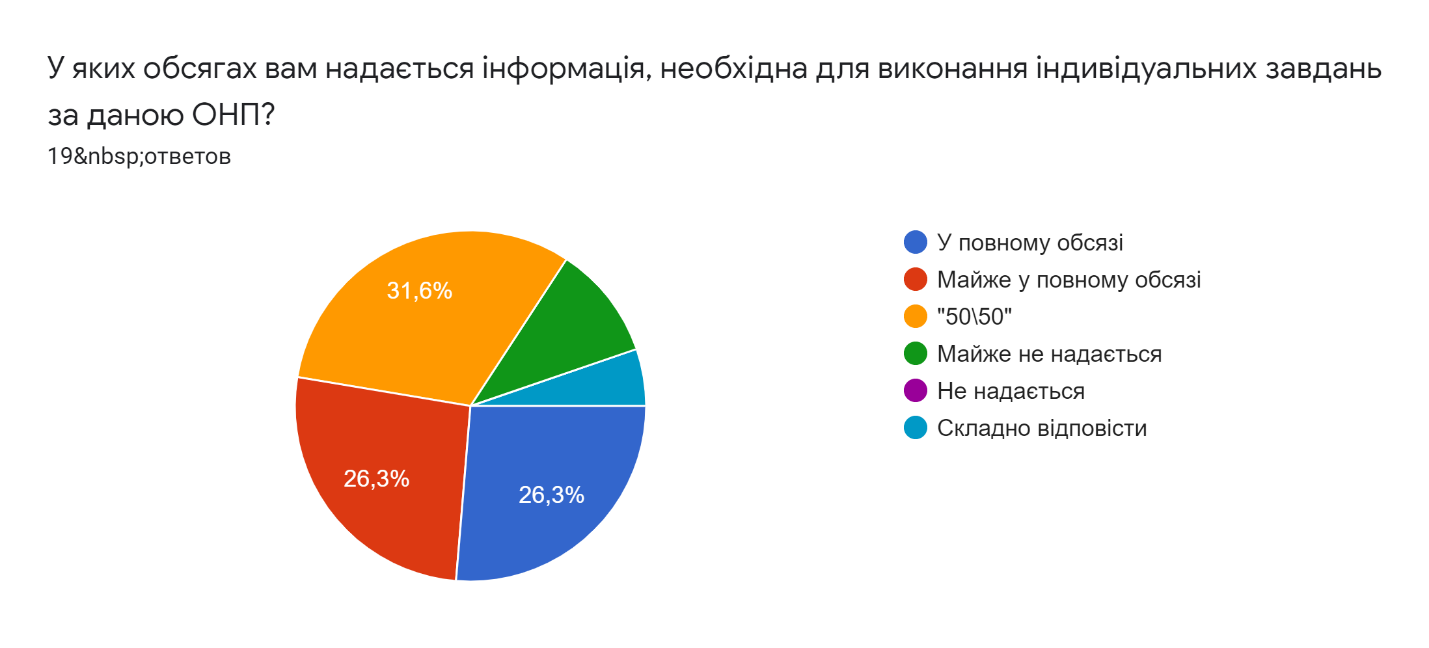 У яких обсягах вам надається інформація, необхідна для виконання індивідуальних завдань
за даною ОНП?
19&nbsp;ответов
31,6%
26,3%
26,3%
У повному обсязі
Майже у повному обсязі
"50\50"
Майже не надається
Не надається
Складно відповісти